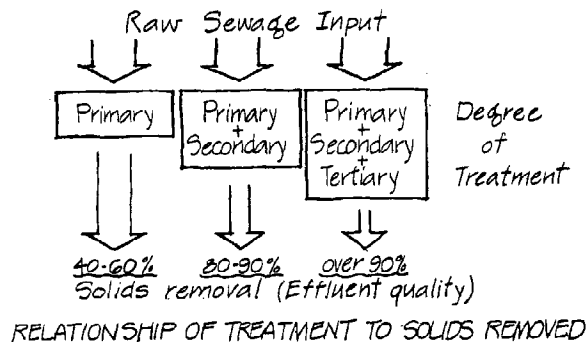 Raw Sewage Input
Primary
Primary
+
Secondary
Primary
+
Secondary
+
Tertiary
Degree
of
Treatment
40-60%
80-90%
over 90%
Solids removal (Effluent quality)
RELATIONSHIP OF TREATMENT TO SOLIDS REMOVED